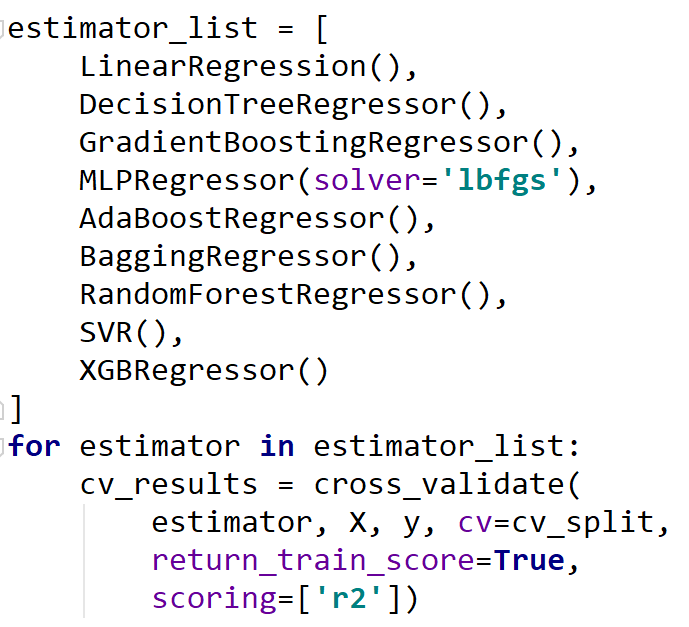 estimator_list = [
    LinearRegression(),
    DecisionTreeRegressor(),
    GradientBoostingRegressor(),
    MLPRegressor(solver='lbfgs'),
    AdaBoostRegressor(),
    BaggingRegressor(),
    RandomForestRegressor(),
    SVR(),
    XGBRegressor()
]
for estimator in estimator_list:
    cv_results = cross_validate(
        estimator, X, y, cv=cv_split,
        return_train_score=True,
        scoring=['r2'])